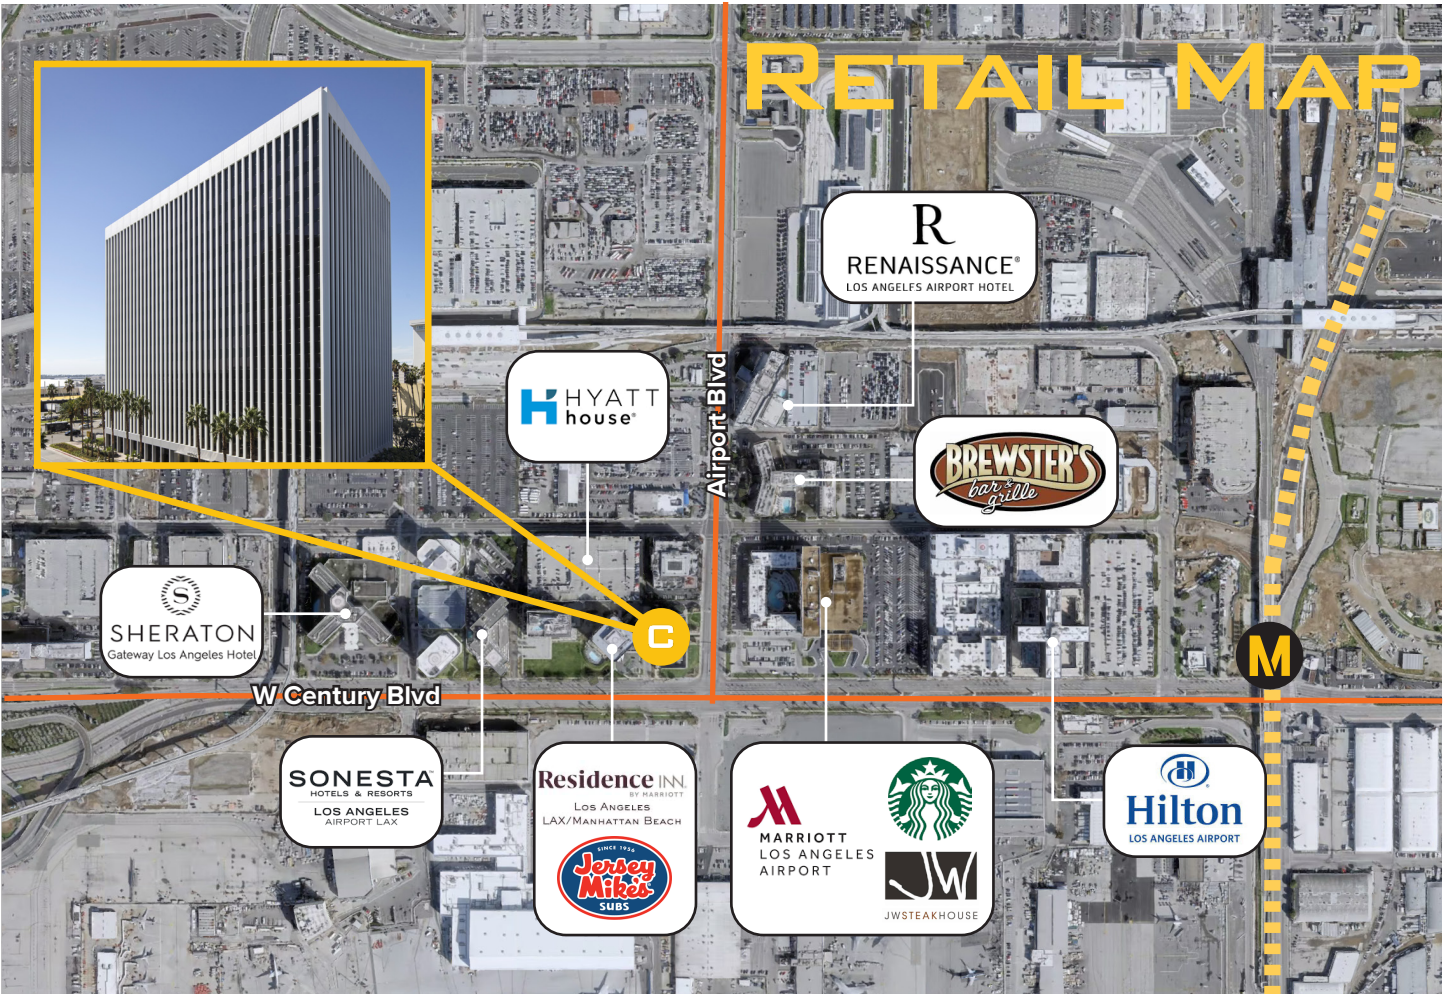 RETAIL MAP
R
RENAISSANCE®
LOS ANGELES AIRPORT HOTEL
HYATT
house®
Airport Blvd
BREWSTER'S
bar &
grille
S
SHERATON
Gateway Los Angeles Hotel
C
M
W Century Blvd
SONESTA
HOTELS & RESORTS
LOS ANGELES
AIRPORT LAX
Residence INN.
BY MARRIOTT
LOS ANGELES
LAX/MANHATTAN BEACH
SINCE 1956
Jersey
Mike's
SUBS
MARRIOTT
LOS ANGELES
AIRPORT
JW
JWSTEAKHOUSE
H
Hilton
LOS ANGELES AIRPORT